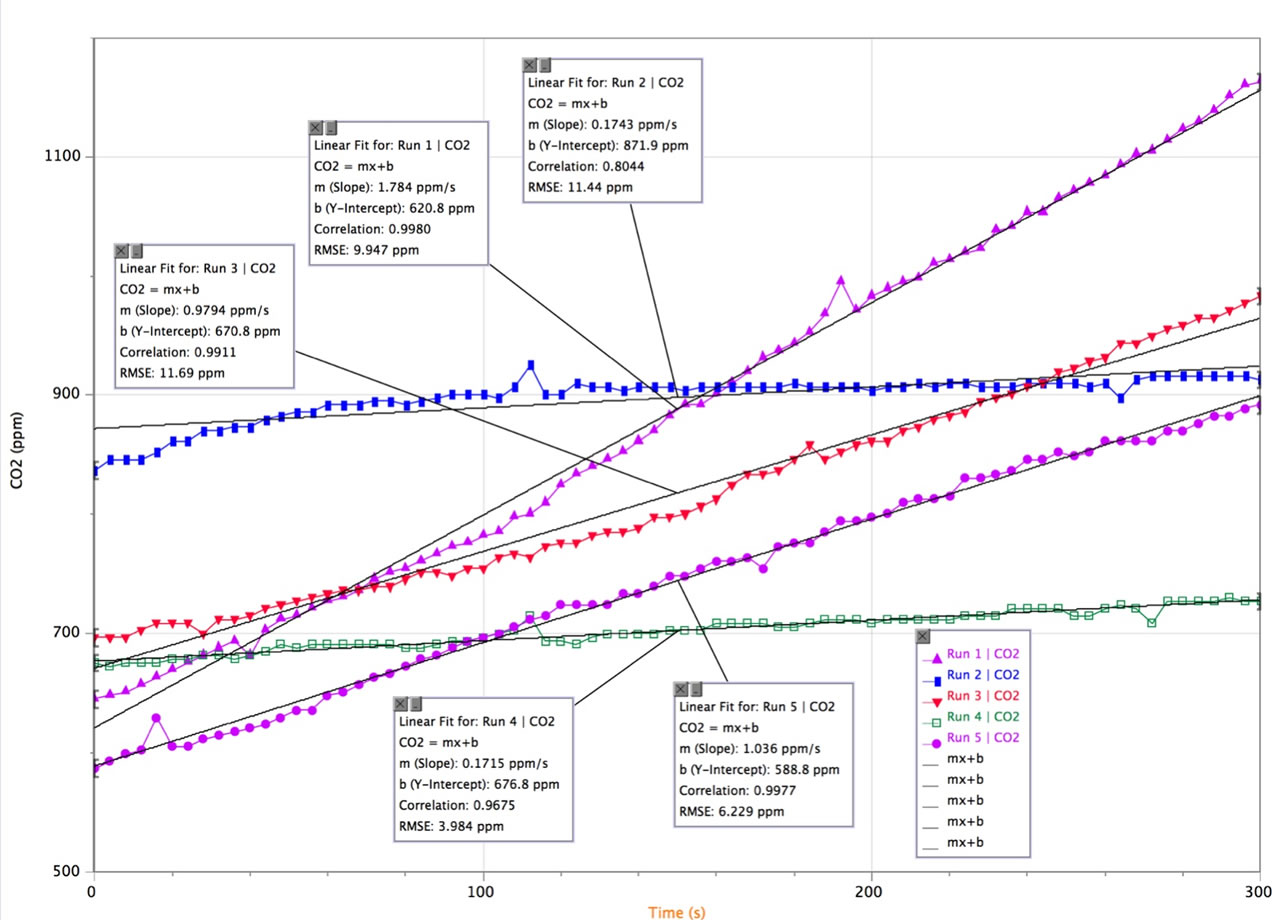 Linear Fit for: Run 2 | CO2
CO2 = mx+b
m (Slope): 0.1743 ppm/s
b (Y-Intercept): 871.9 ppm
Correlation: 0.8044
RMSE: 11.44 ppm
Linear Fit for: Run 1 | CO2
CO2 = mx+b
m (Slope): 1.784 ppm/s
b (Y-Intercept): 620.8 ppm
Correlation: 0.9980
RMSE: 9.947 ppm
Linear Fit for: Run 3 | CO2
CO2 = mx+b
m (Slope): 0.9794 ppm/s
b (Y-Intercept): 670.8 ppm
Correlation: 0.9911
RMSE: 11.69 ppm
1100
900
700
500
CO2 (ppm)
Linear Fit for: Run 4 | CO2
CO2 = mx+b
m (Slope): 0.1715 ppm/s
b (Y-Intercept): 676.8 ppm
Correlation: 0.9675
RMSE: 3.984 ppm
Linear Fit for: Run 5 | CO2
CO2 = mx+b
m (Slope): 1.036 ppm/s
b (Y-Intercept): 588.8 ppm
Correlation: 0.9977
RMSE: 6.229 ppm
Run 1 | CO2
Run 2 | CO2
Run 3 | CO2
Run 4 | CO2
Run 5 | CO2
mx+b
mx+b
mx+b
mx+b
mx+b
0
100
200
300
Time (s)